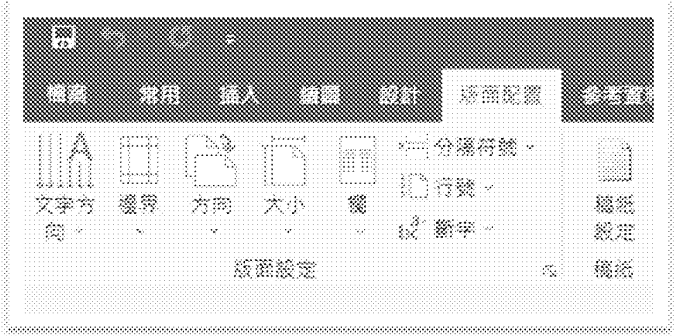 檔案 常用 插入 繪圖 設計 版面配置 參考資料
文字方向 邊界 方向 大小 欄 分隔符號 行號 斷字 稿紙設定
版面設定 稿紙